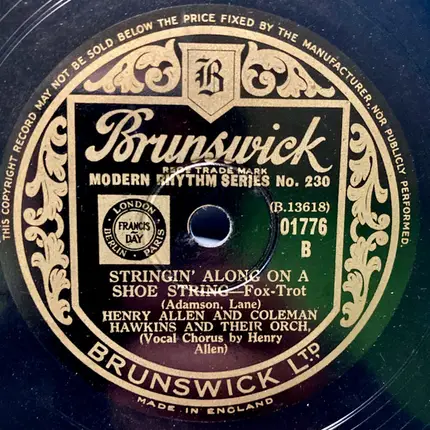 THIS COPYRIGHT RECORD MAY NOT BE SOLD BELOW THE PRICE FIXED BY THE MANUFACTURER, NOR PUBLICLY PERFORMED.
B
Brunswick
REGD TRADE MARK
MODERN RHYTHM SERIES No. 230
LONDON
FRANCIS & DAY
BERLIN PARIS
(B.13618)
01776
B
STRINGIN' ALONG ON A
SHOE STRING—Fox-Trot
(Adamson, Lane)
HENRY ALLEN AND COLEMAN
HAWKINS AND THEIR ORCH.
(Vocal Chorus by Henry
Allen)
BRUNSWICK LTD
MADE IN ENGLAND